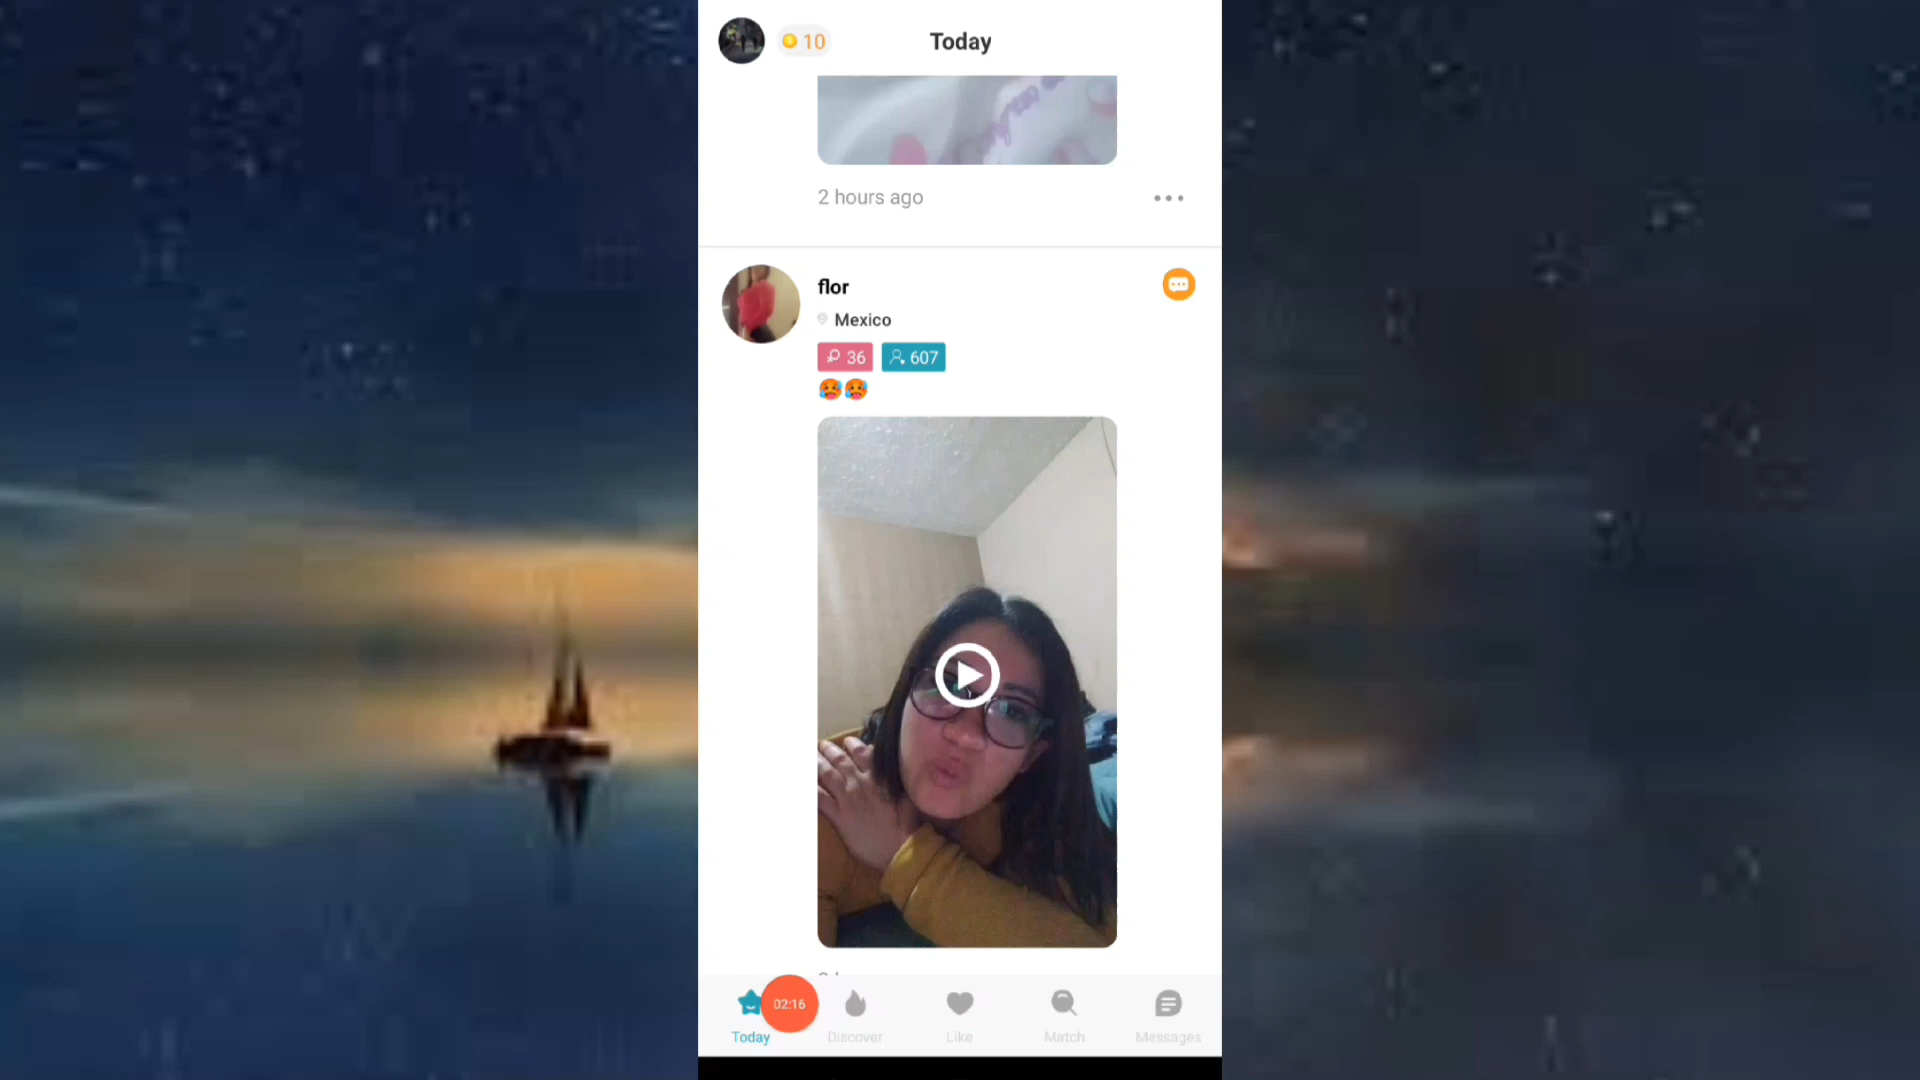 10
Today
2 hours ago
flor
Mexico
36 607
02:16
Today Discover Like Match Messages